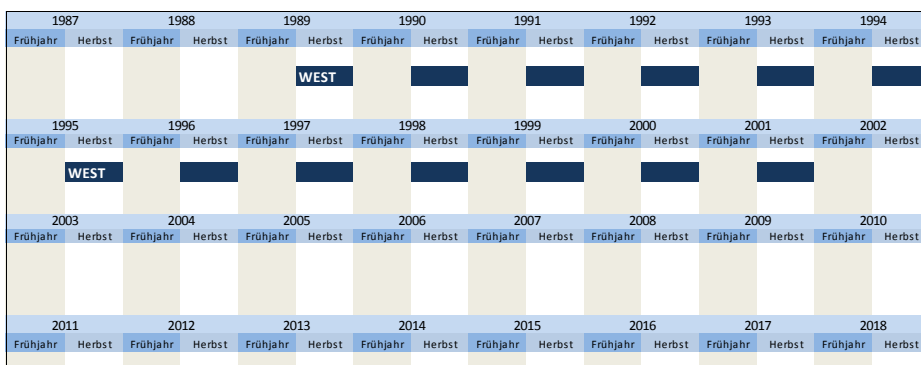 1987 1988 1989 1990 1991 1992 1993 1994
Frühjahr Herbst Frühjahr Herbst Frühjahr Herbst Frühjahr Herbst Frühjahr Herbst Frühjahr Herbst Frühjahr Herbst Frühjahr Herbst
WEST
1995 1996 1997 1998 1999 2000 2001 2002
Frühjahr Herbst Frühjahr Herbst Frühjahr Herbst Frühjahr Herbst Frühjahr Herbst Frühjahr Herbst Frühjahr Herbst Frühjahr Herbst
WEST
2003 2004 2005 2006 2007 2008 2009 2010
Frühjahr Herbst Frühjahr Herbst Frühjahr Herbst Frühjahr Herbst Frühjahr Herbst Frühjahr Herbst Frühjahr Herbst Frühjahr Herbst
2011 2012 2013 2014 2015 2016 2017 2018
Frühjahr Herbst Frühjahr Herbst Frühjahr Herbst Frühjahr Herbst Frühjahr Herbst Frühjahr Herbst Frühjahr Herbst Frühjahr Herbst